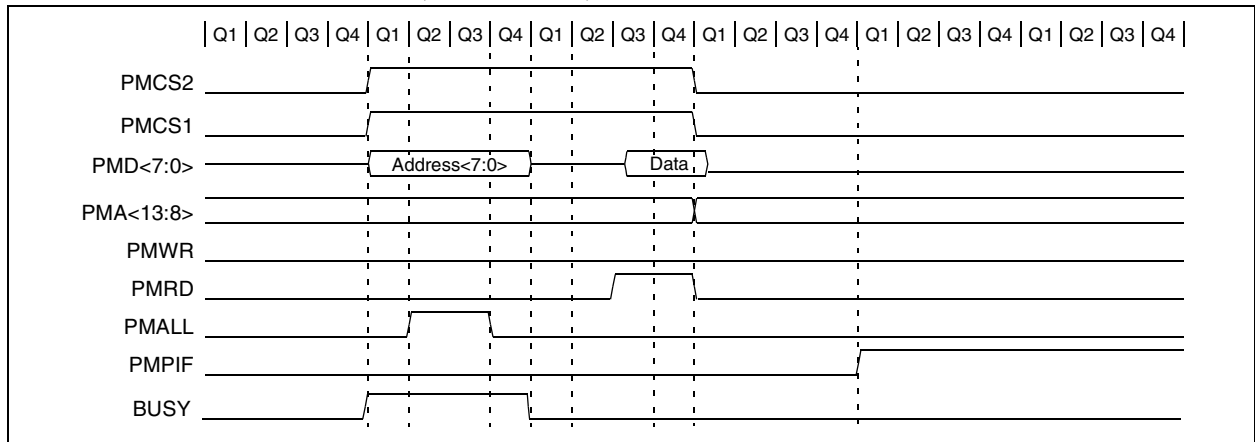 Q1 Q2 Q3 Q4 Q1 Q2 Q3 Q4 Q1 Q2 Q3 Q4 Q1 Q2 Q3 Q4 Q1 Q2 Q3 Q4 Q1 Q2 Q3 Q4
PMCS2
PMCS1
PMD<7:0> Address<7:0> Data
PMA<13:8>
PMWR
PMRD
PMALL
PMPIF
BUSY